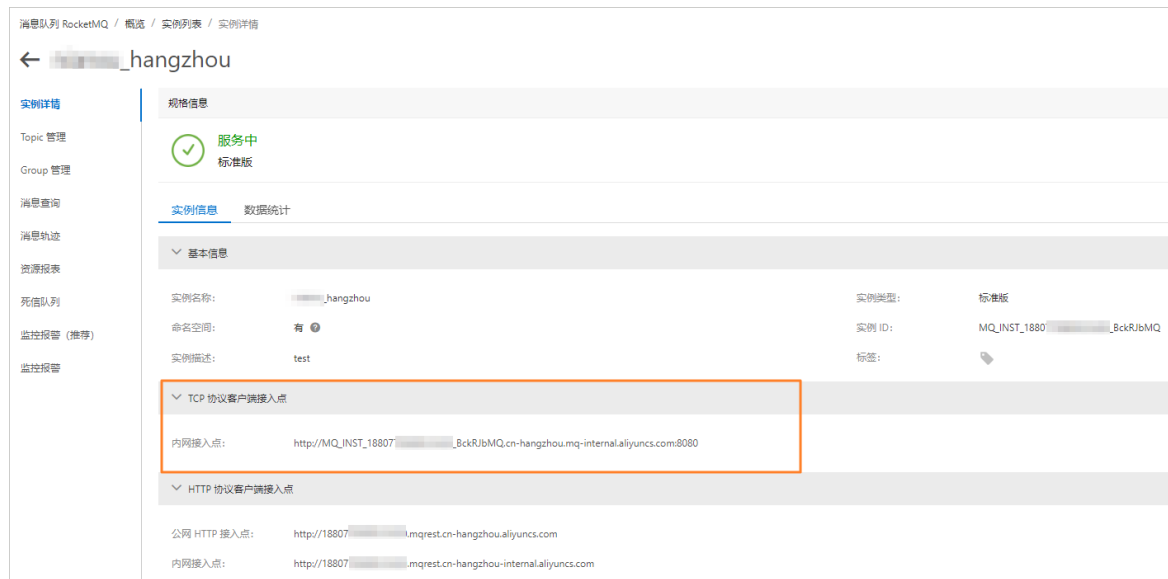 消息队列 RocketMQ / 概览 / 实例列表 / 实例详情
_hangzhou
实例详情
Topic 管理
Group 管理
消息查询
消息轨迹
资源报表
死信队列
监控报警（推荐）
监控报警
规格信息
服务中
标准版
实例信息 数据统计
基本信息
实例名称: _hangzhou 实例类型: 标准版
命名空间: 有 实例 ID: MQ_INST_1880 _BckRJbMQ
实例描述: test 标签:
TCP 协议客户端接入点
内网接入点: http://MQ_INST_18807 _BckRJbMQ.cn-hangzhou.mq-internal.aliyuncs.com:8080
HTTP 协议客户端接入点
公网 HTTP 接入点: http://18807 .mqrest.cn-hangzhou.aliyuncs.com
内网接入点: http://18807 .mqrest.cn-hangzhou-internal.aliyuncs.com